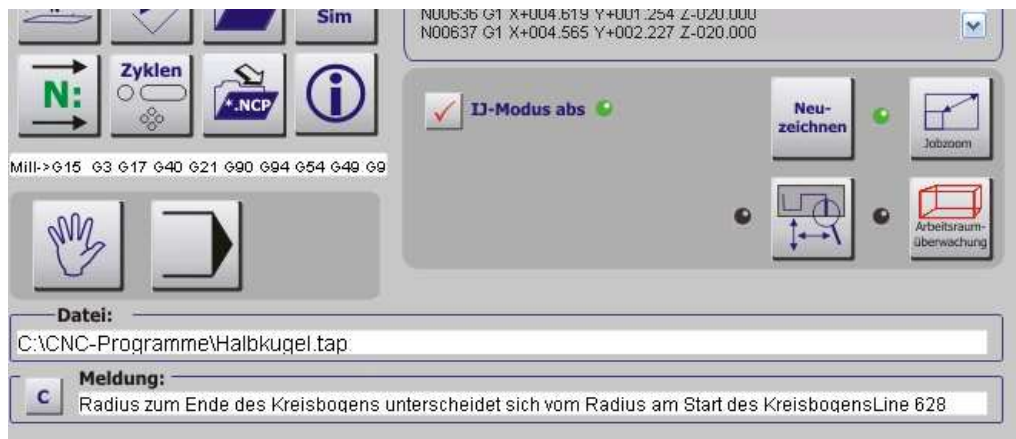 Sim
N00636 G1 X+004.619 Y+001.254 Z-020.000
N00637 G1 X+004.565 Y+002.227 Z-020.000
N:
Zyklen
*.NCP
IJ-Modus abs
Neu-
zeichnen
Jobzoom
Mill->G15 G3 G17 G40 G21 G90 G94 G54 G49 G9
Arbeitsraum-
überwachung
Datei:
C:\CNC-Programme\Halbkugel.tap
C
Meldung:
Radius zum Ende des Kreisbogens unterscheidet sich vom Radius am Start des KreisbogensLine 628